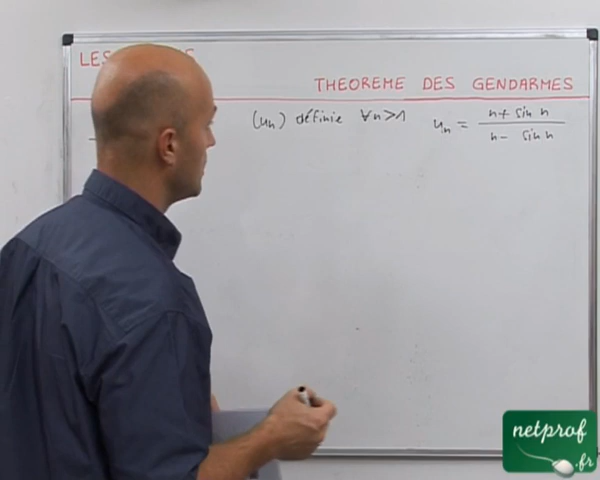 LES
THEOREME DES GENDARMES
(un) définie ∀n>1 un = n + sin n / n - sin n
netprof
.fr